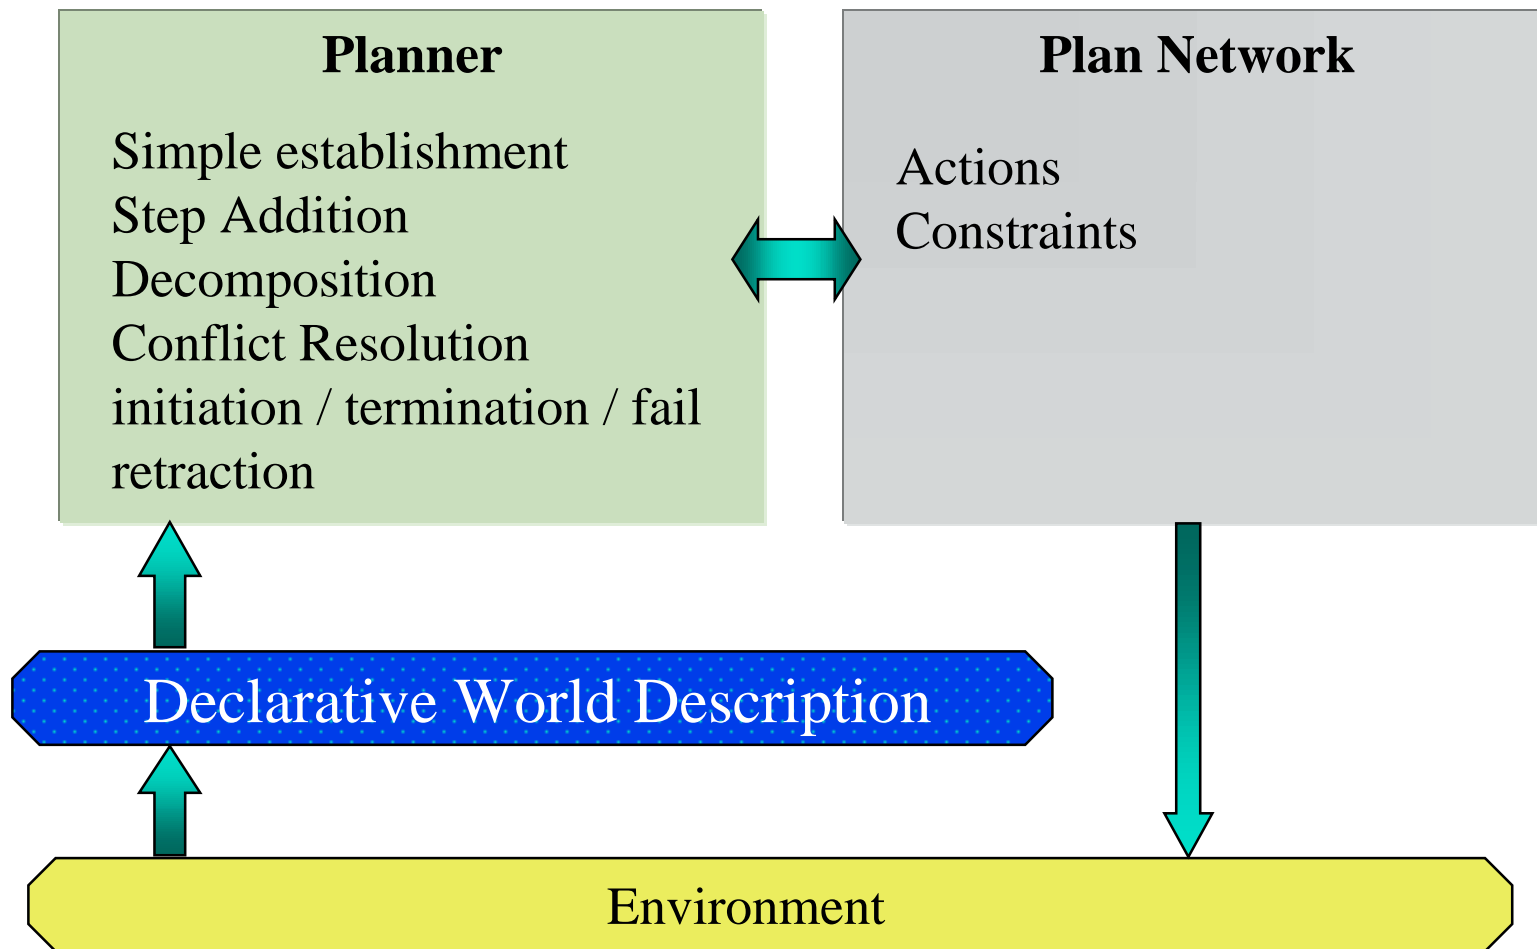 Planner
Simple establishment
Step Addition
Decomposition
Conflict Resolution
initiation / termination / fail
retraction
Plan Network
Actions
Constraints
Declarative World Description
Environment